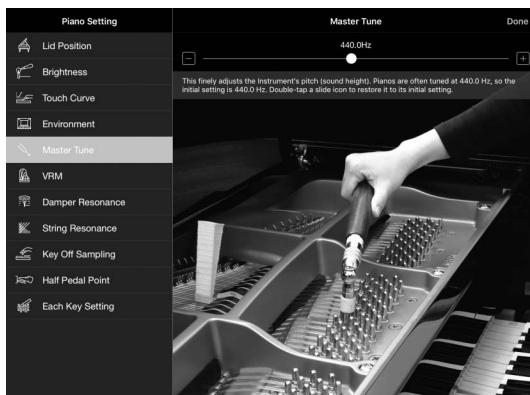 Piano Setting
Master Tune
Done
Lid Position
Brightness
Touch Curve
Environment
Master Tune
VRM
Damper Resonance
String Resonance
Key Off Sampling
Half Pedal Point
Each Key Setting
440.0Hz
This finely adjusts the Instrument's pitch (sound height). Pianos are often tuned at 440.0 Hz, so the
initial setting is 440.0 Hz. Double-tap a slide icon to restore it to its initial setting.